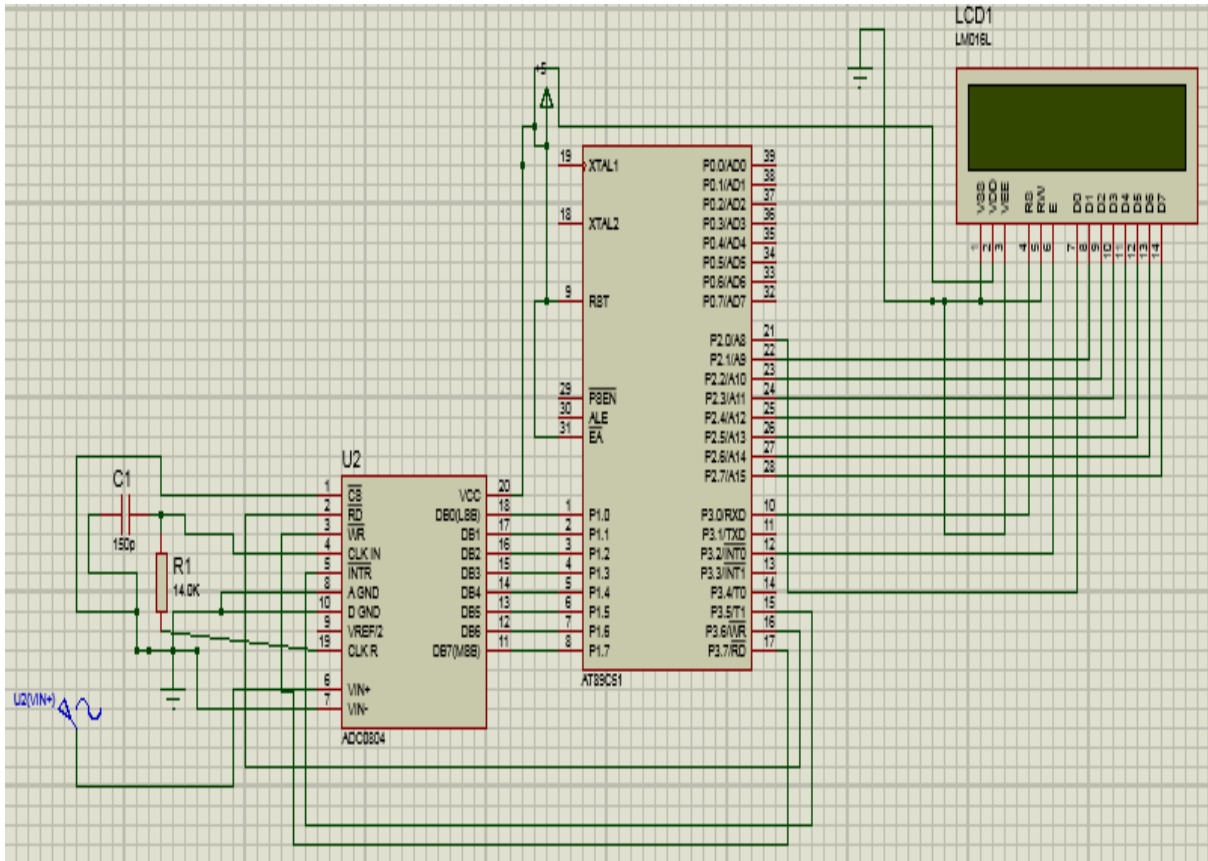 LCD1
LM016L
VSS
VDD
VEE
RS
RW
E
D0
D1
D2
D3
D4
D5
D6
D7
1
2
3
4
5
6
7
8
9
10
11
12
13
14
+5
19 XTAL1
18 XTAL2
9 RST
29 PSEN
30 ALE
31 EA
1 P1.0
2 P1.1
3 P1.2
4 P1.3
5 P1.4
6 P1.5
7 P1.6
8 P1.7
P0.0/AD0 39
P0.1/AD1 38
P0.2/AD2 37
P0.3/AD3 36
P0.4/AD4 35
P0.5/AD5 34
P0.6/AD6 33
P0.7/AD7 32
P2.0/A8 21
P2.1/A9 22
P2.2/A10 23
P2.3/A11 24
P2.4/A12 25
P2.5/A13 26
P2.6/A14 27
P2.7/A15 28
P3.0/RXD 10
P3.1/TXD 11
P3.2/INT0 12
P3.3/INT1 13
P3.4/T0 14
P3.5/T1 15
P3.6/WR 16
P3.7/RD 17
AT89C51
U2
1 CS
2 RD
3 WR
4 CLK IN
5 INTR
8 A GND
10 D GND
9 VREF/2
19 CLK R
6 VIN+
7 VIN-
VCC 20
DB0(LSB) 18
DB1 17
DB2 16
DB3 15
DB4 14
DB5 13
DB6 12
DB7(MSB) 11
ADC0804
C1
150p
R1
14.0K
U2(VIN+)